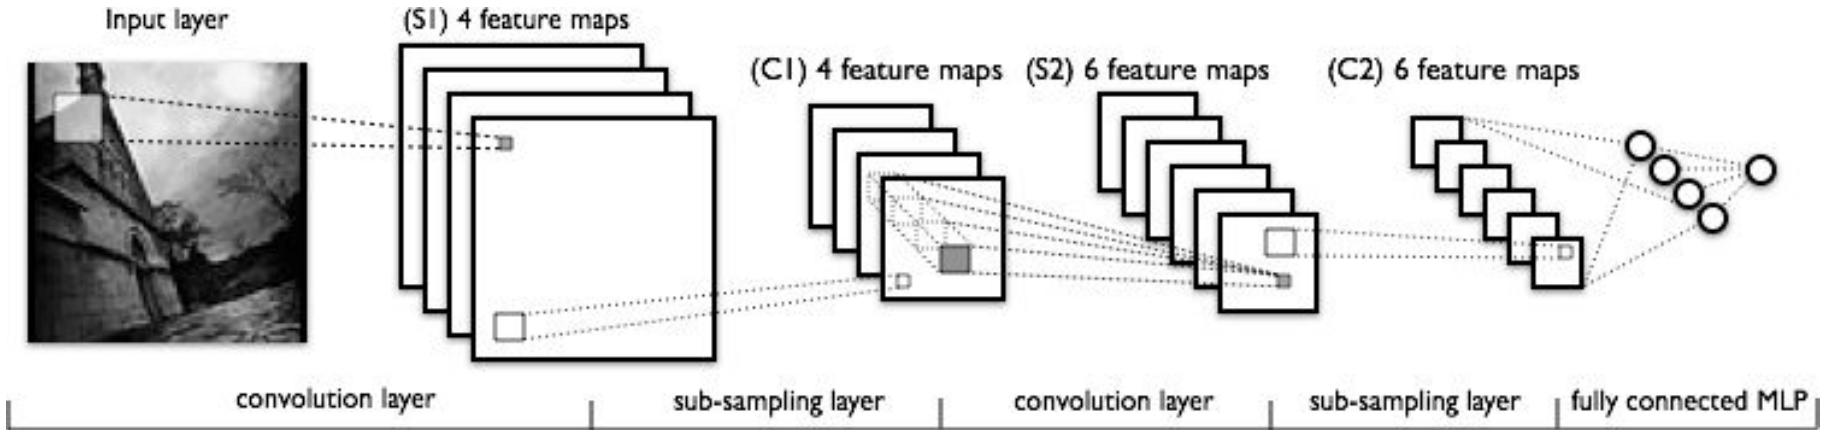 Input layer
(S1) 4 feature maps
(C1) 4 feature maps
(S2) 6 feature maps
(C2) 6 feature maps
convolution layer
sub-sampling layer
convolution layer
sub-sampling layer
fully connected MLP